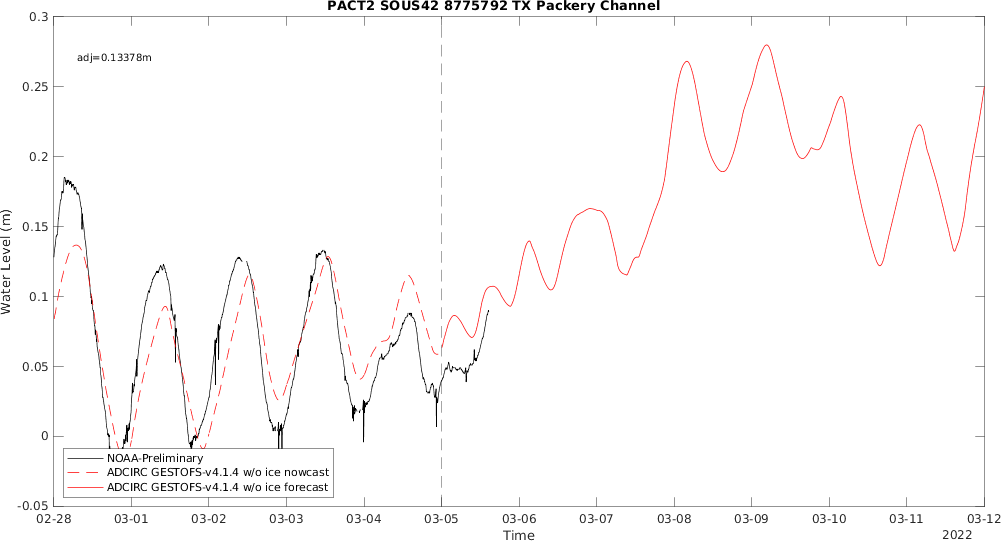 PACT2 SOUS42 8775792 TX Packery Channel
adj=0.13378m
0.3
0.25
0.2
0.15
0.1
0.05
0
-0.05
Water Level (m)
NOAA-Preliminary
ADCIRC GESTOFS-v4.1.4 w/o ice nowcast
ADCIRC GESTOFS-v4.1.4 w/o ice forecast
02-28 03-01 03-02 03-03 03-04 03-05 03-06 03-07 03-08 03-09 03-10 03-11 03-12
Time
2022